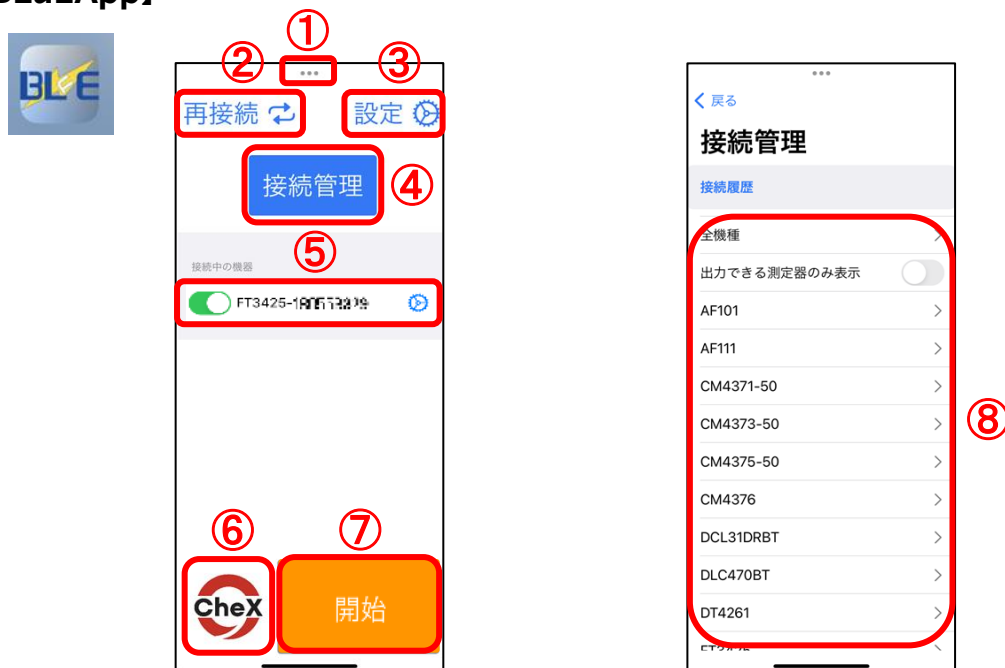 BLE
①
②
③
再接続
設定
接続管理
④
⑤
接続中の機器
FT3425-
⑥
⑦
CheX
開始
戻る
接続管理
接続履歴
全機種
出力できる測定器のみ表示
AF101
AF111
CM4371-50
CM4373-50
CM4375-50
CM4376
DCL31DRBT
DLC470BT
DT4261
⑧